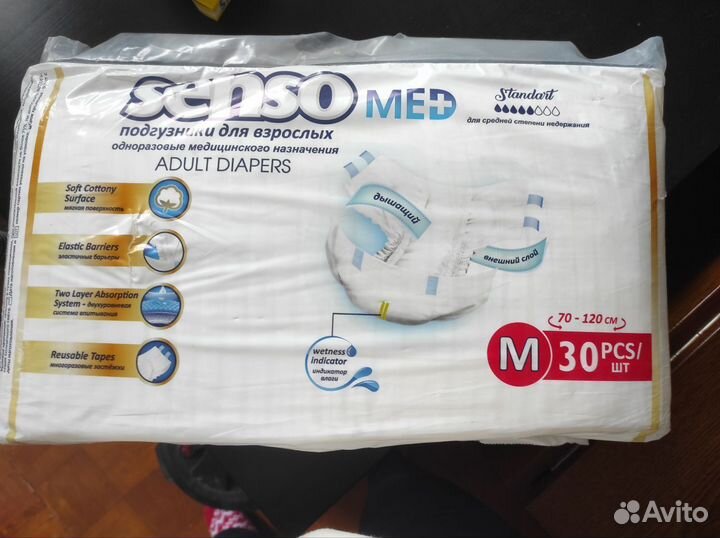 senso MED
подгузники для взрослых
одноразовые медицинского назначения
ADULT DIAPERS
Standart
для средней степени недержания
Soft Cottony
Surface
мягкая поверхность
Elastic Barriers
эластичные барьеры
Two Layer Absorption
System - двухуровневая
система впитывания
Reusable Tapes
многоразовые застёжки
дышащий
внешний слой
wetness
indicator
индикатор
влаги
70 - 120 СМ
M 30 PCS/
ШТ
Avito